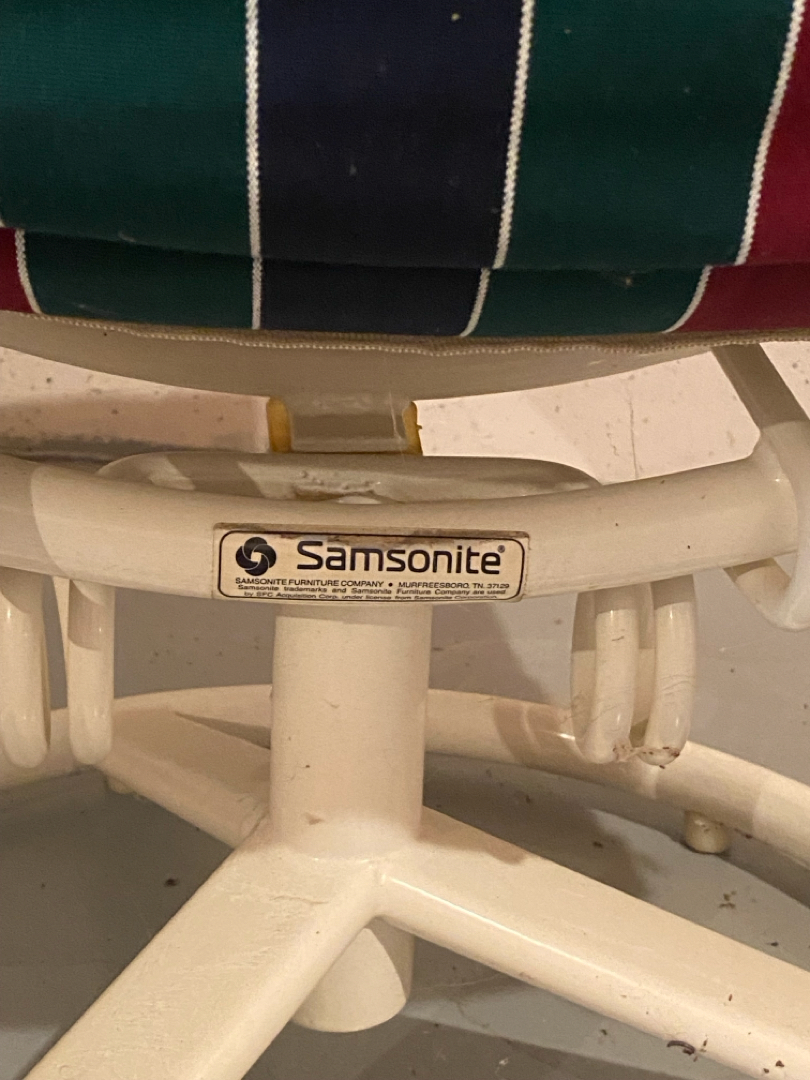 Samsonite®
SAMSONITE FURNITURE COMPANY • MURFREESBORO, TN. 37129
Samsonite trademarks and Samsonite Furniture Company are used
by SFC Acquisition Corp. under license from Samsonite Corporation.